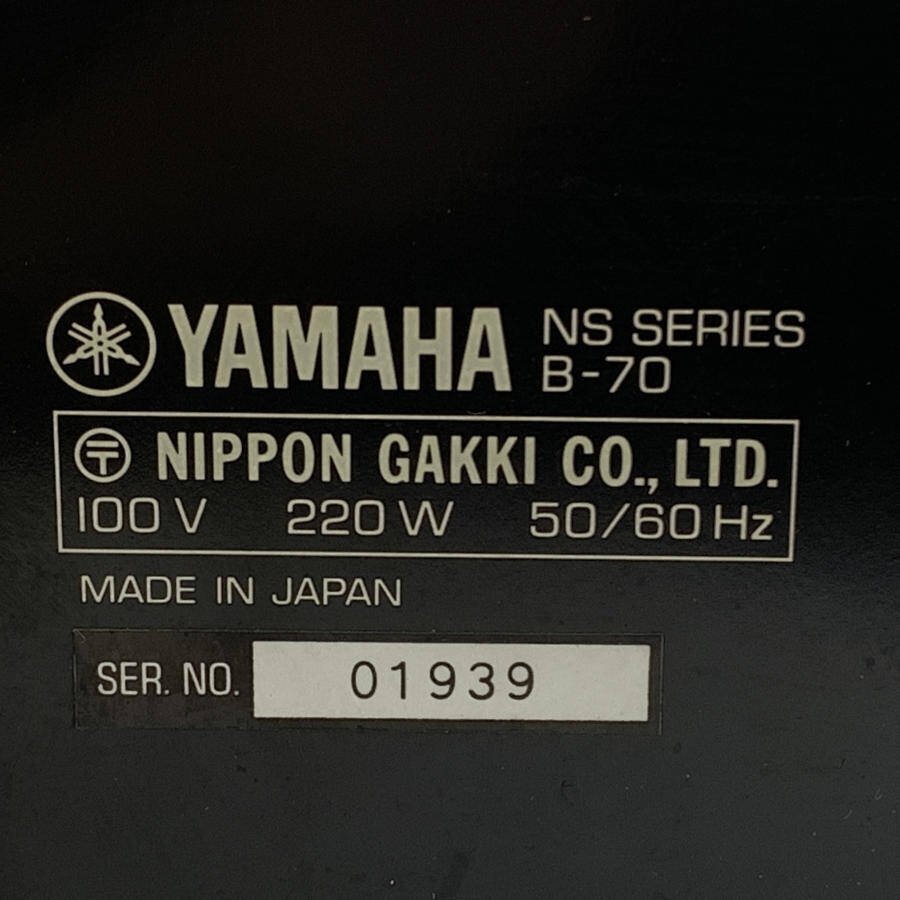 YAMAHA NS SERIES
B-70
〒 NIPPON GAKKI CO., LTD.
100 V 220 W 50/60 Hz
MADE IN JAPAN
SER. NO. 01939